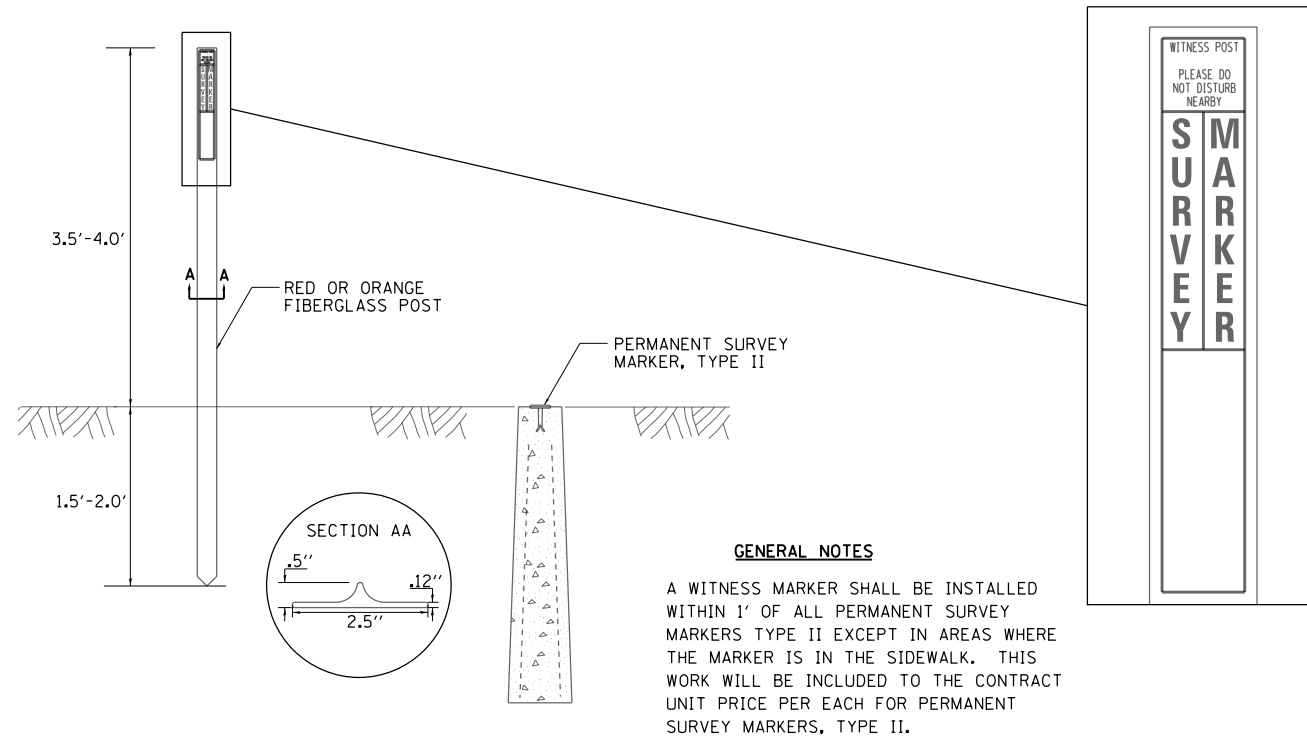 WITNESS POST
PLEASE DO
NOT DISTURB
NEARBY
SURVEY
MARKER
3.5'-4.0'
A A
RED OR ORANGE
FIBERGLASS POST
PERMANENT SURVEY
MARKER, TYPE II
1.5'-2.0'
SECTION AA
.5''
.12''
2.5''
GENERAL NOTES
A WITNESS MARKER SHALL BE INSTALLED
WITHIN 1' OF ALL PERMANENT SURVEY
MARKERS TYPE II EXCEPT IN AREAS WHERE
THE MARKER IS IN THE SIDEWALK. THIS
WORK WILL BE INCLUDED TO THE CONTRACT
UNIT PRICE PER EACH FOR PERMANENT
SURVEY MARKERS, TYPE II.